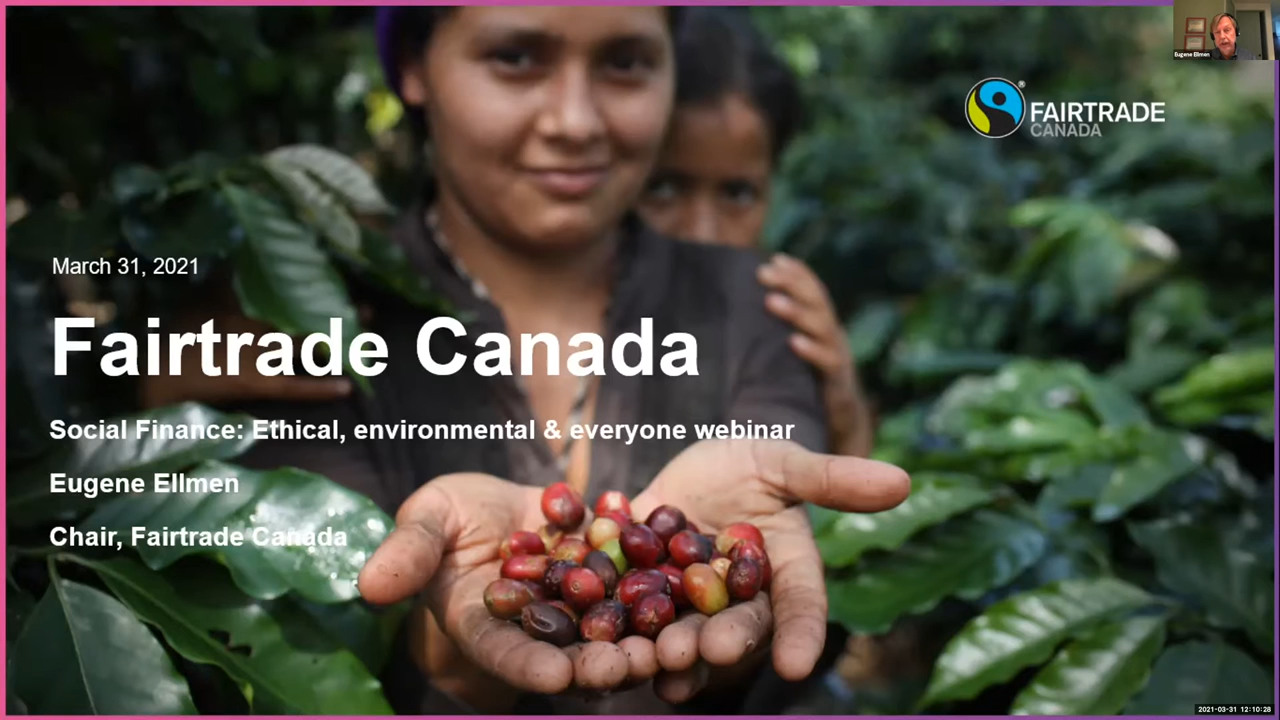 Eugene Ellmen
FAIRTRADE
CANADA
March 31, 2021
Fairtrade Canada
Social Finance: Ethical, environmental & everyone webinar
Eugene Ellmen
Chair, Fairtrade Canada
2021-03-31 12:10:28